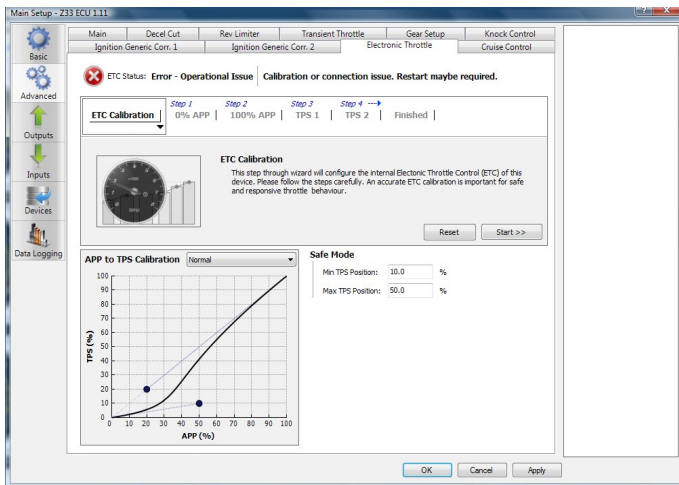 Main Setup - Z33 ECU 1.11
Main Decel Cut Rev Limiter Transient Throttle Gear Setup Knock Control
Ignition Generic Corr. 1 Ignition Generic Corr. 2 Electronic Throttle Cruise Control
Basic
Advanced
Outputs
Inputs
Devices
Data Logging
ETC Status: Error - Operational Issue Calibration or connection issue. Restart maybe required.
Step 1 Step 2 Step 3 Step 4
ETC Calibration 0% APP 100% APP TPS 1 TPS 2 Finished
ETC Calibration
This step through wizard will configure the internal Electonic Throttle Control (ETC) of this
device. Please follow the steps carefully. An accurate ETC calibration is important for safe
and responsive throttle behaviour.
Reset Start >>
APP to TPS Calibration Normal
100
90
80
70
60
50
40
30
20
10
0
TPS (%)
0 10 20 30 40 50 60 70 80 90 100
APP (%)
Safe Mode
Min TPS Position: 10.0 %
Max TPS Position: 50.0 %
OK Cancel Apply